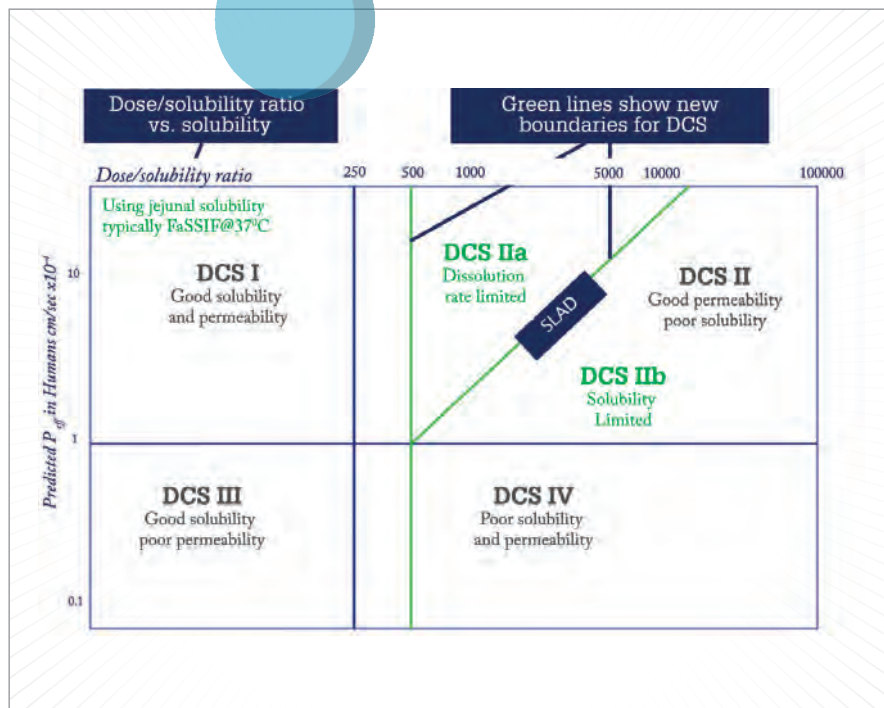 Dose/solubility ratio
vs. solubility
Green lines show new
boundaries for DCS
Dose/solubility ratio
250
500
1000
5000
10000
100000
Using jejunal solubility
typically FaSSIF@37⁰C
DCS I
Good solubility
and permeability
DCS IIa
Dissolution
rate limited
SLAD
DCS II
Good permeability
poor solubility
DCS IIb
Solubility
Limited
DCS III
Good solubility
poor permeability
DCS IV
Poor solubility
and permeability
Predicted P eff in Humans cm/sec x10⁻⁴
10
1
0.1